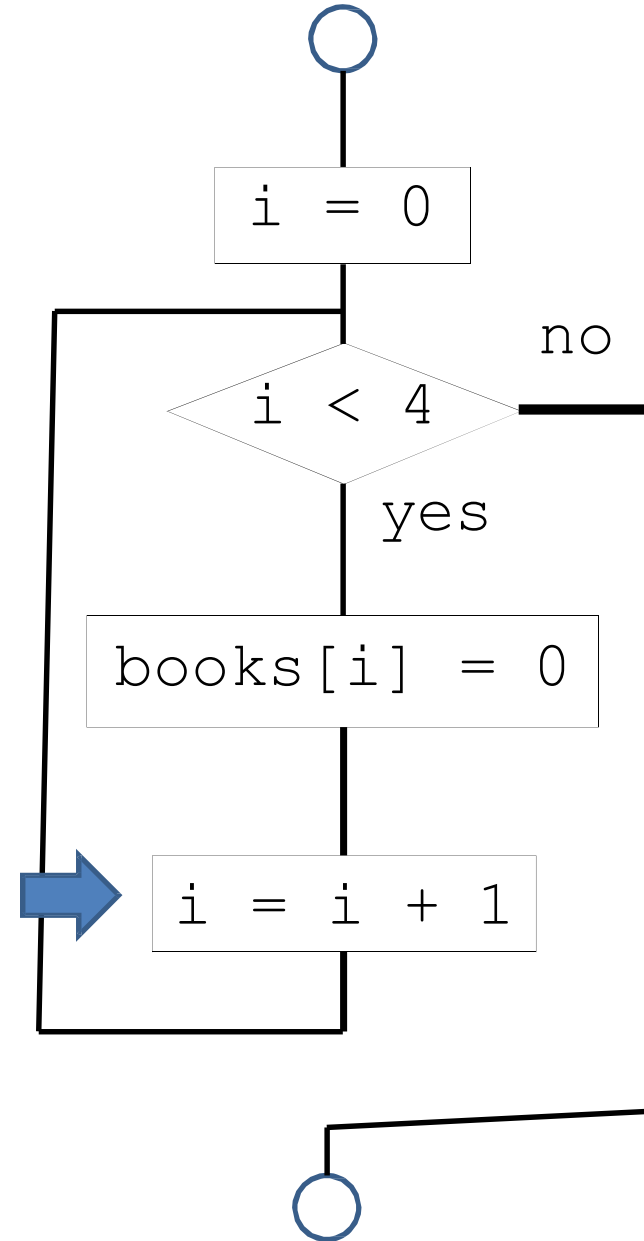 i = 0
no
i < 4
yes
books[i] = 0
i = i + 1